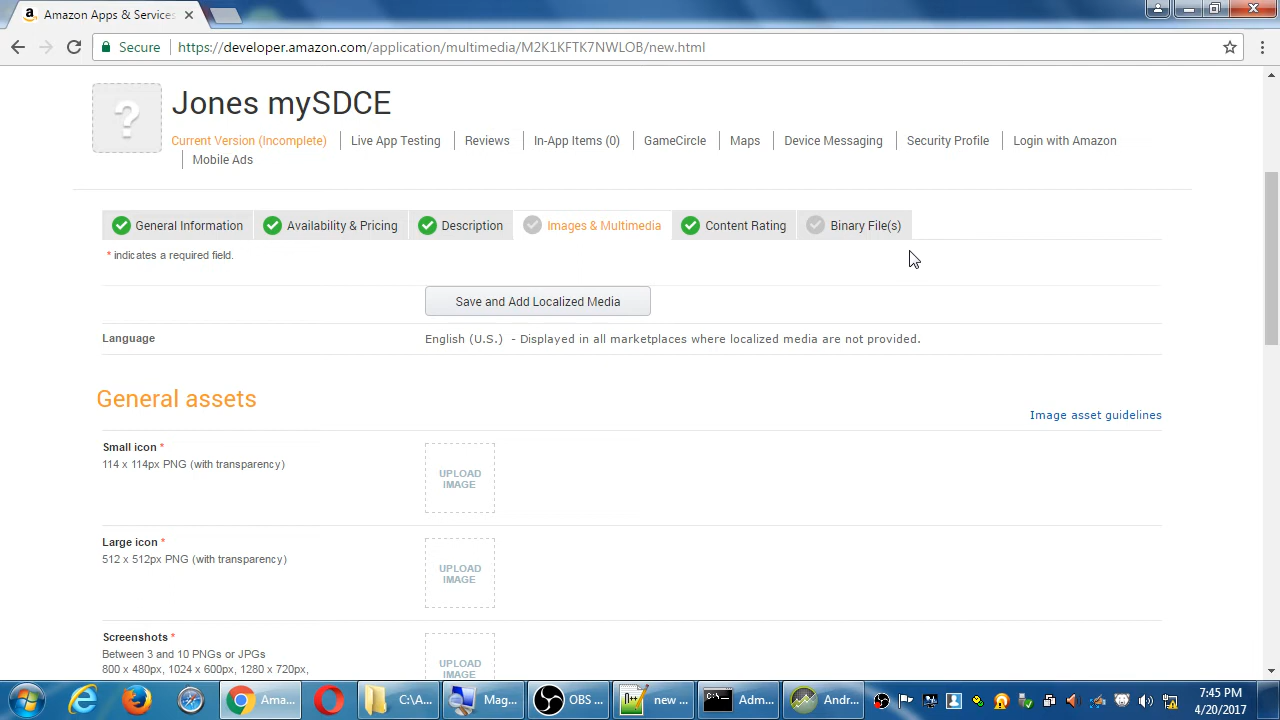 Amazon Apps & Services
Secure
https://developer.amazon.com/application/multimedia/M2K1KFTK7NWLOB/new.html
?
Jones mySDCE
Current Version (Incomplete)
Live App Testing
Reviews
In-App Items (0)
GameCircle
Maps
Device Messaging
Security Profile
Login with Amazon
Mobile Ads
General Information
Availability & Pricing
Description
Images & Multimedia
Content Rating
Binary File(s)
* indicates a required field.
Save and Add Localized Media
Language
English (U.S.) - Displayed in all marketplaces where localized media are not provided.
General assets
Image asset guidelines
Small icon *
114 x 114px PNG (with transparency)
UPLOAD
IMAGE
Large icon *
512 x 512px PNG (with transparency)
UPLOAD
IMAGE
Screenshots *
Between 3 and 10 PNGs or JPGs
800 x 480px, 1024 x 600px, 1280 x 720px,
UPLOAD
IMAGE
Ama...
C:\A...
Mag...
OBS ...
new ...
Adm...
Andr...
7:45 PM
4/20/2017